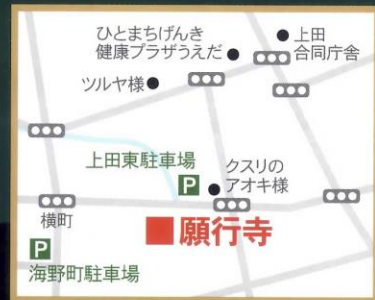 ひとまちげんき
健康プラザうえだ
上田
合同庁舎
ツルヤ様
上田東駐車場
P
クスリの
アオキ様
横町
願行寺
P
海野町駐車場